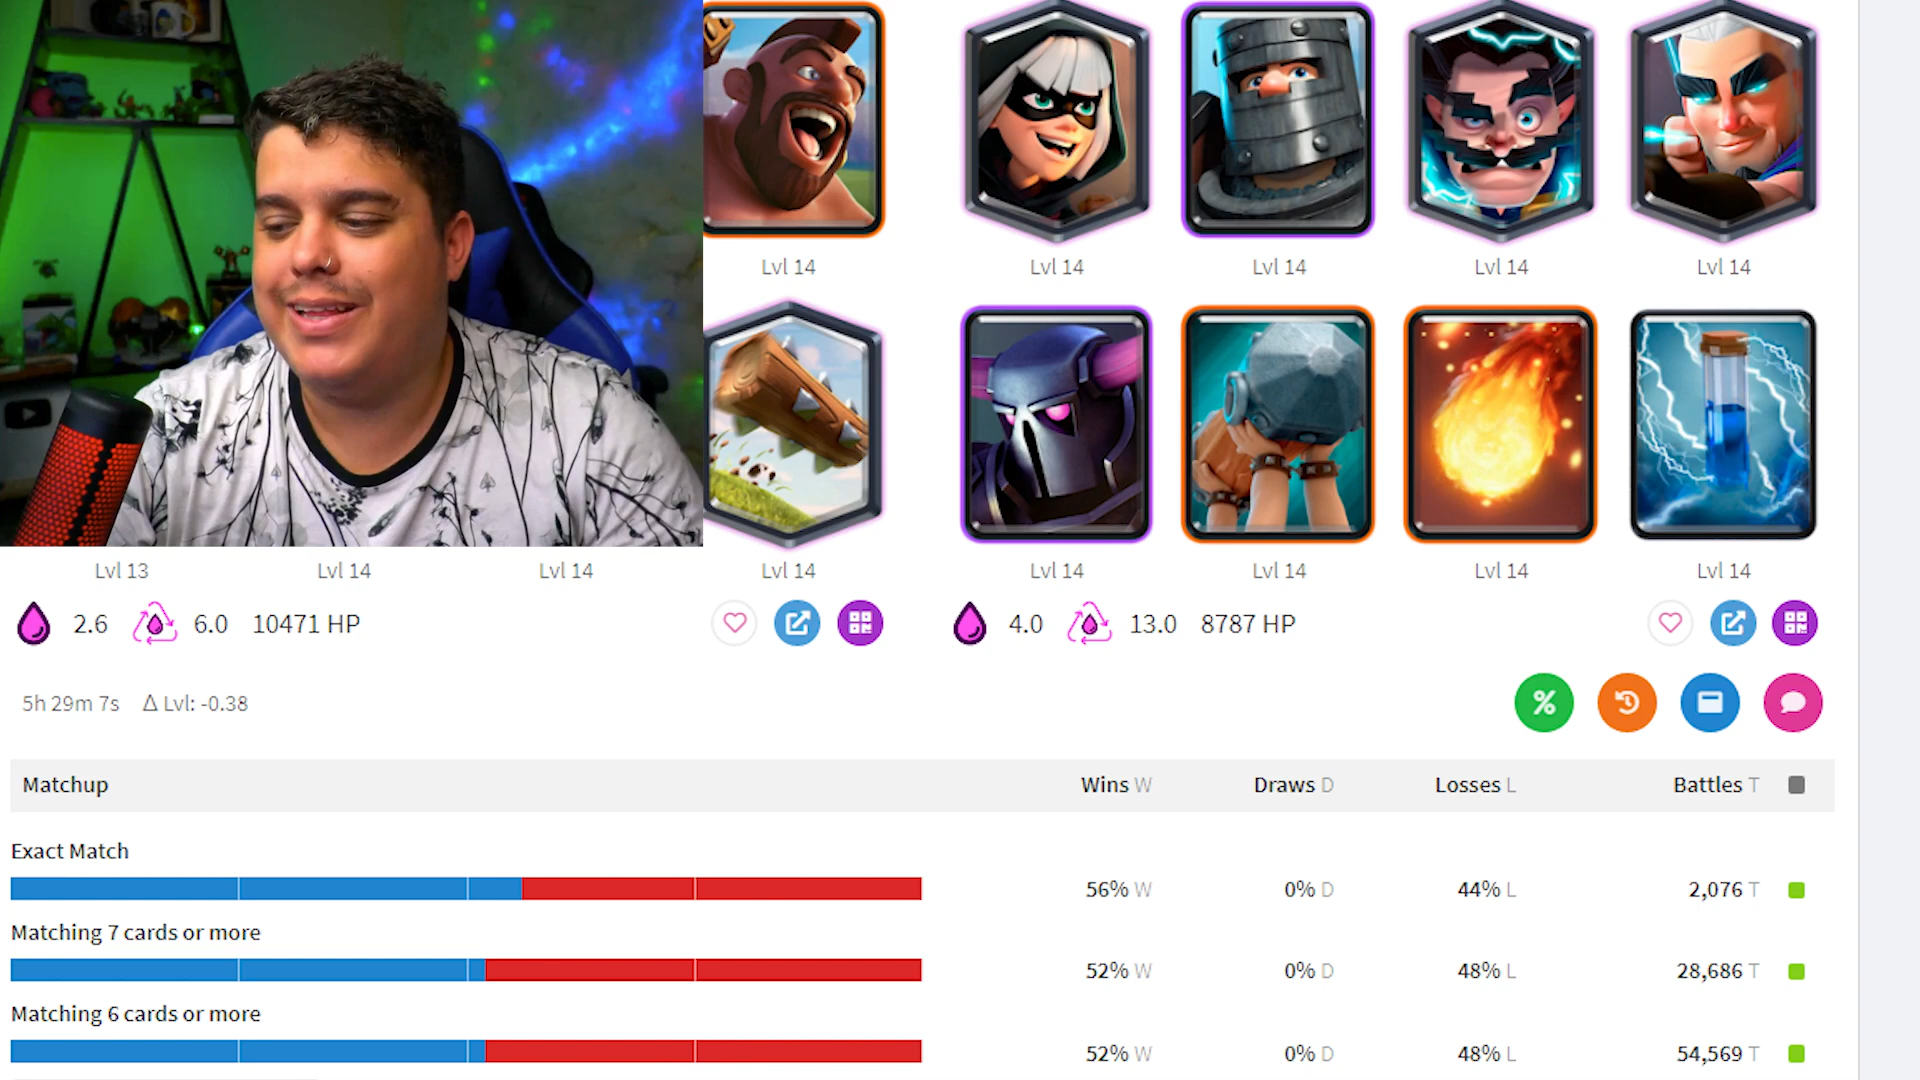 Lvl 14 Lvl 14 Lvl 14 Lvl 14 Lvl 14
Lvl 13 Lvl 14 Lvl 14 Lvl 14 Lvl 14 Lvl 14 Lvl 14 Lvl 14
2.6 6.0 10471 HP 4.0 13.0 8787 HP
5h 29m 7s Δ Lvl: -0.38 %
Matchup Wins W Draws D Losses L Battles T
Exact Match
56% W 0% D 44% L 2,076 T
Matching 7 cards or more
52% W 0% D 48% L 28,686 T
Matching 6 cards or more
52% W 0% D 48% L 54,569 T